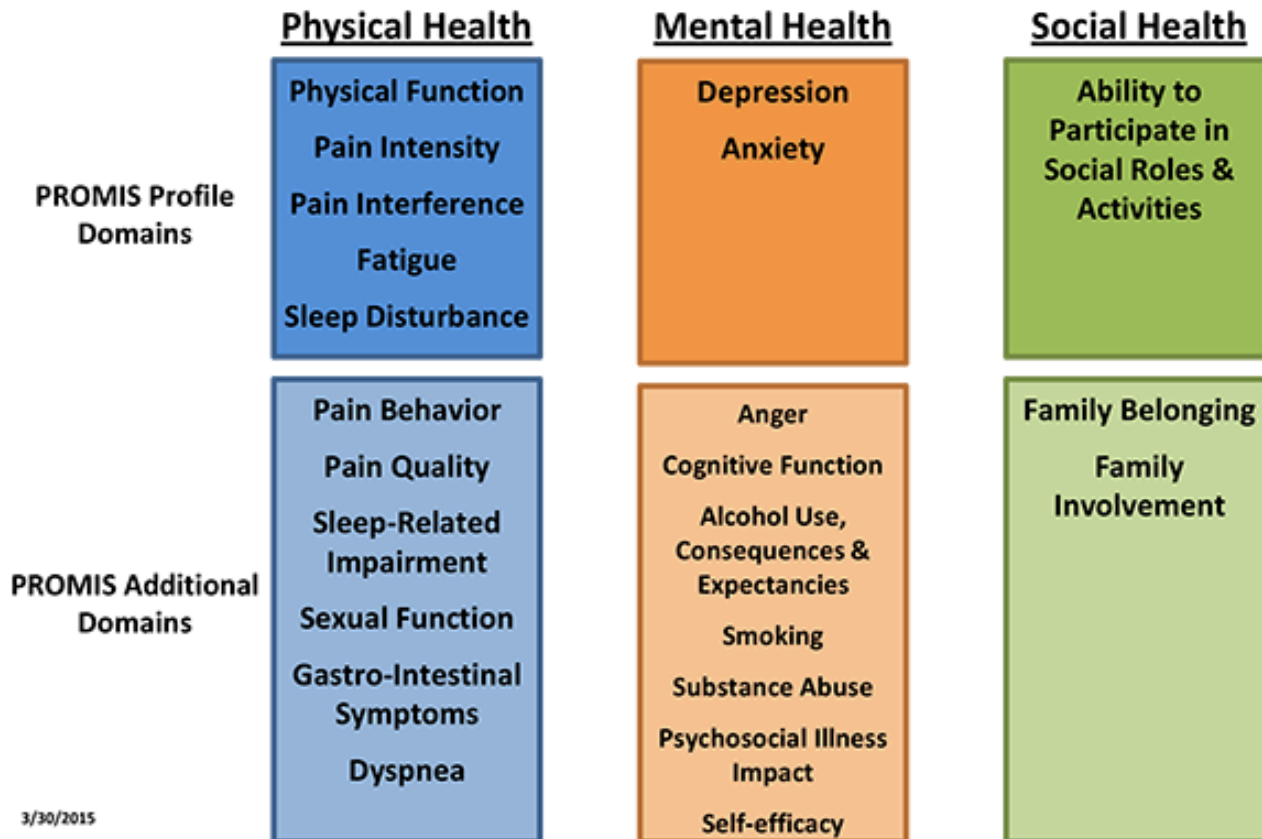 Physical Health
Mental Health
Social Health
PROMIS Profile
Domains
Physical Function
Pain Intensity
Pain Interference
Fatigue
Sleep Disturbance
Depression
Anxiety
Ability to
Participate in
Social Roles &
Activities
PROMIS Additional
Domains
Pain Behavior
Pain Quality
Sleep-Related
Impairment
Sexual Function
Gastro-Intestinal
Symptoms
Dyspnea
Anger
Cognitive Function
Alcohol Use,
Consequences &
Expectancies
Smoking
Substance Abuse
Psychosocial Illness
Impact
Self-efficacy
Family Belonging
Family
Involvement
3/30/2015